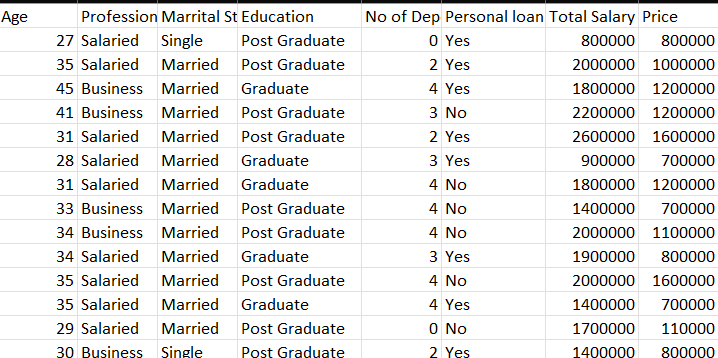 Age Profession Marrital St Education No of Dep Personal loan Total Salary Price
27 Salaried Single Post Graduate 0 Yes 800000 800000
35 Salaried Married Post Graduate 2 Yes 2000000 1000000
45 Business Married Graduate 4 Yes 1800000 1200000
41 Business Married Post Graduate 3 No 2200000 1200000
31 Salaried Married Post Graduate 2 Yes 2600000 1600000
28 Salaried Married Graduate 3 Yes 900000 700000
31 Salaried Married Graduate 4 No 1800000 1200000
33 Business Married Post Graduate 4 No 1400000 700000
34 Business Married Post Graduate 4 No 2000000 1100000
34 Salaried Married Graduate 3 Yes 1900000 800000
35 Salaried Married Post Graduate 4 No 2000000 1600000
35 Salaried Married Graduate 4 Yes 1400000 700000
29 Salaried Married Post Graduate 0 No 1700000 110000
30 Business Single Post Graduate 2 Yes 1400000 800000